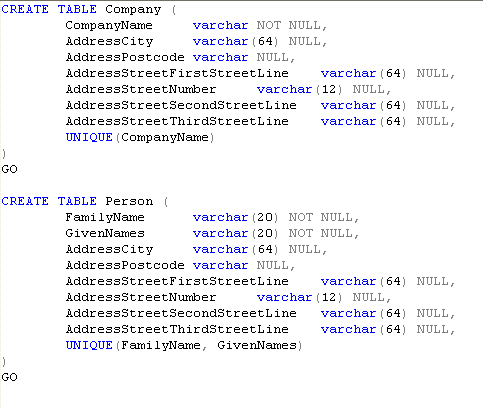 CREATE TABLE Company (
CompanyName varchar NOT NULL,
AddressCity varchar(64) NULL,
AddressPostcode varchar NULL,
AddressStreetFirstStreetLine varchar(64) NULL,
AddressStreetNumber varchar(12) NULL,
AddressStreetSecondStreetLine varchar(64) NULL,
AddressStreetThirdStreetLine varchar(64) NULL,
UNIQUE(CompanyName)
)
GO
CREATE TABLE Person (
FamilyName varchar(20) NOT NULL,
GivenNames varchar(20) NOT NULL,
AddressCity varchar(64) NULL,
AddressPostcode varchar NULL,
AddressStreetFirstStreetLine varchar(64) NULL,
AddressStreetNumber varchar(12) NULL,
AddressStreetSecondStreetLine varchar(64) NULL,
AddressStreetThirdStreetLine varchar(64) NULL,
UNIQUE(FamilyName, GivenNames)
)
GO